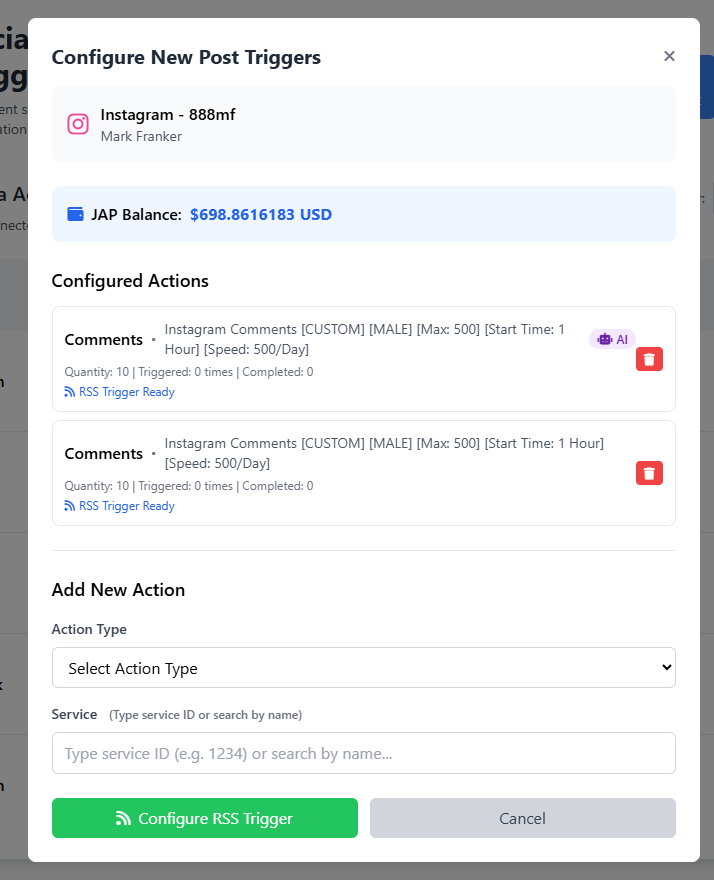 Configure New Post Triggers
Instagram - 888mf
Mark Franker
JAP Balance: $698.8616183 USD
Configured Actions
Comments • Instagram Comments [CUSTOM] [MALE] [Max: 500] [Start Time: 1
Hour] [Speed: 500/Day]
AI
Quantity: 10 | Triggered: 0 times | Completed: 0
RSS Trigger Ready
Comments • Instagram Comments [CUSTOM] [MALE] [Max: 500] [Start Time: 1 Hour]
[Speed: 500/Day]
Quantity: 10 | Triggered: 0 times | Completed: 0
RSS Trigger Ready
Add New Action
Action Type
Select Action Type
Service (Type service ID or search by name)
Type service ID (e.g. 1234) or search by name...
Configure RSS Trigger
Cancel